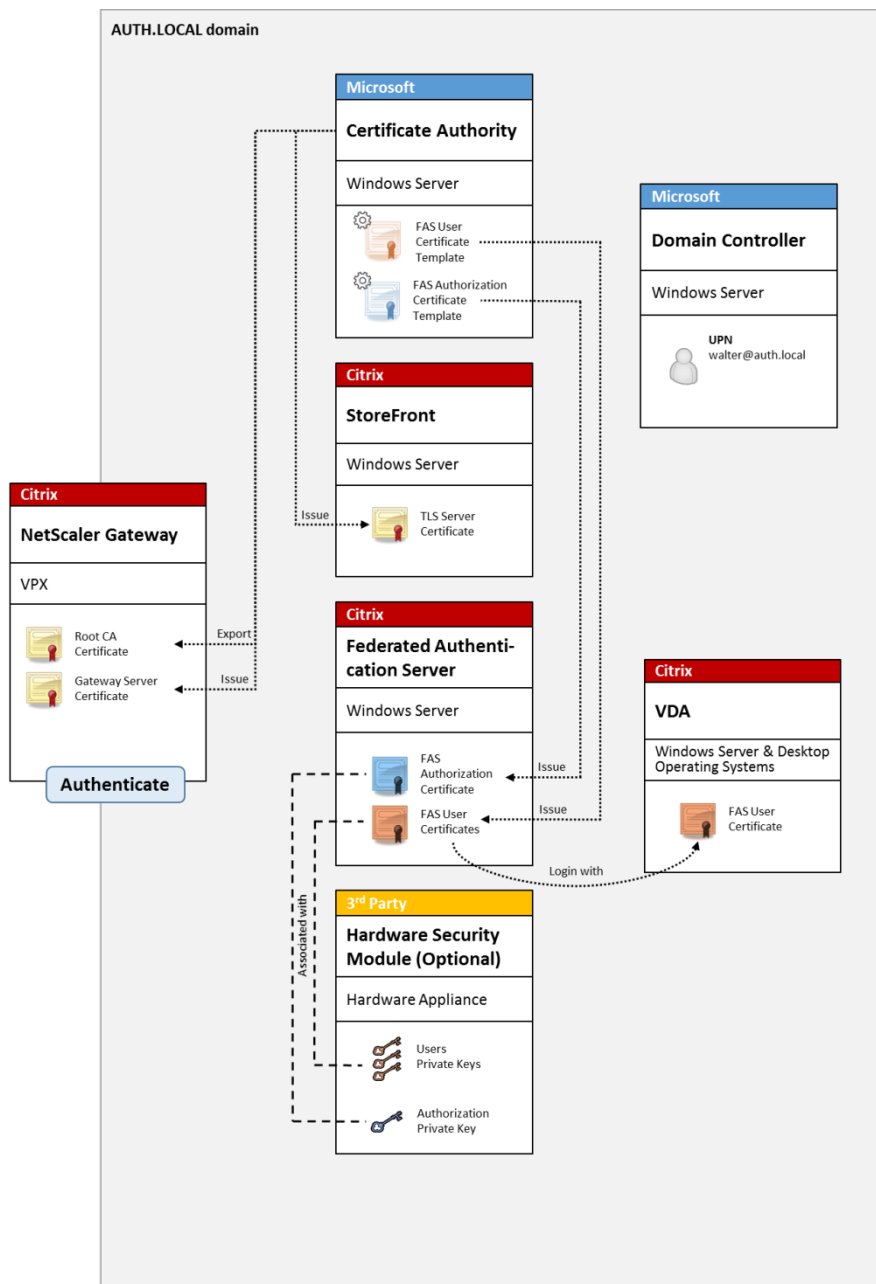 AUTH.LOCAL domain
Microsoft
Certificate Authority
Windows Server
FAS User
Certificate
Template
FAS Authorization
Certificate
Template
Microsoft
Domain Controller
Windows Server
UPN
walter@auth.local
Citrix
StoreFront
Windows Server
Issue
TLS Server
Certificate
Citrix
NetScaler Gateway
VPX
Root CA
Certificate
Export
Gateway Server
Certificate
Issue
Authenticate
Citrix
Federated Authenti-
cation Server
Windows Server
FAS
Authorization
Certificate
Issue
FAS User
Certificates
Issue
Citrix
VDA
Windows Server & Desktop
Operating Systems
FAS User
Certificate
Login with
Associated with
3rd Party
Hardware Security
Module (Optional)
Hardware Appliance
Users
Private Keys
Authorization
Private Key